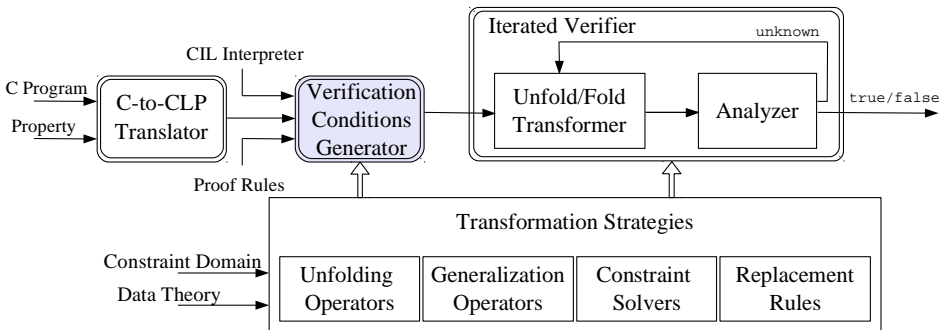 Iterated Verifier
unknown
CIL Interpreter
C Program
Property
C-to-CLP
Translator
Verification
Conditions
Generator
Unfold/Fold
Transformer
Analyzer
true/false
Proof Rules
Transformation Strategies
Constraint Domain
Data Theory
Unfolding
Operators
Generalization
Operators
Constraint
Solvers
Replacement
Rules